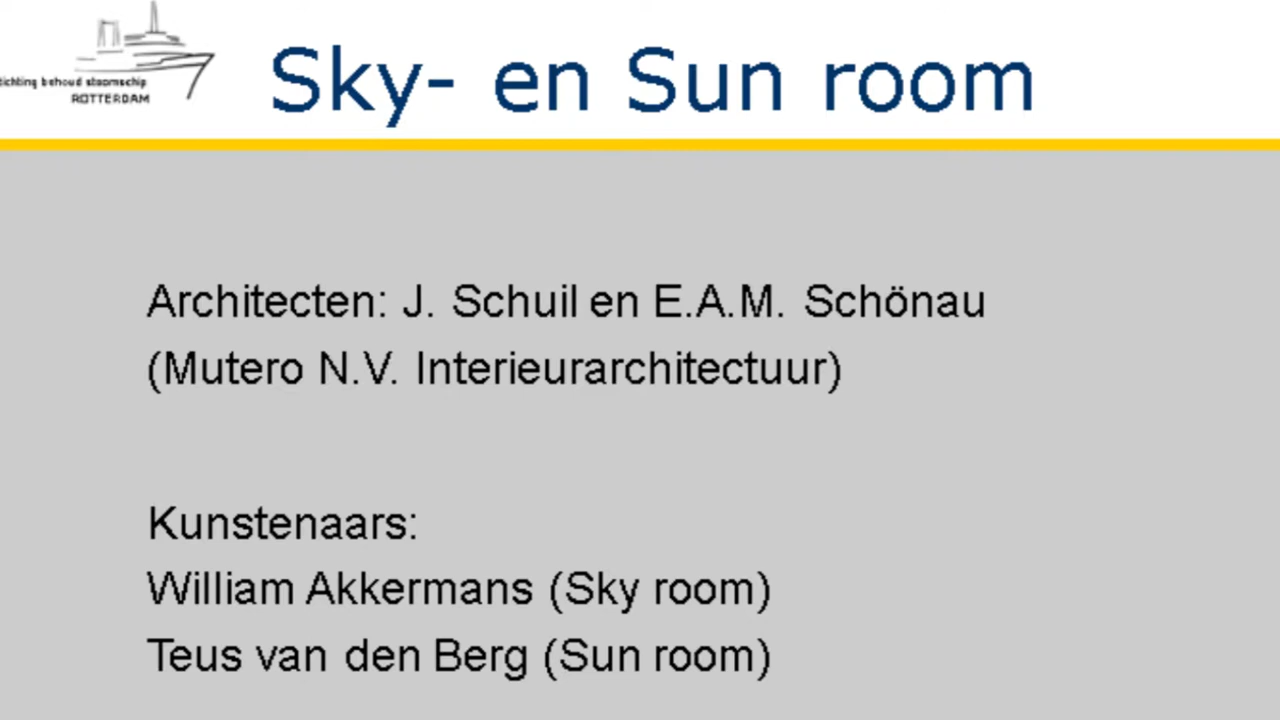 Sky- en Sun room
stichting behoud stoomschip
ROTTERDAM
Architecten: J. Schuil en E.A.M. Schönau
(Mutero N.V. Interieurarchitectuur)
Kunstenaars:
William Akkermans (Sky room)
Teus van den Berg (Sun room)